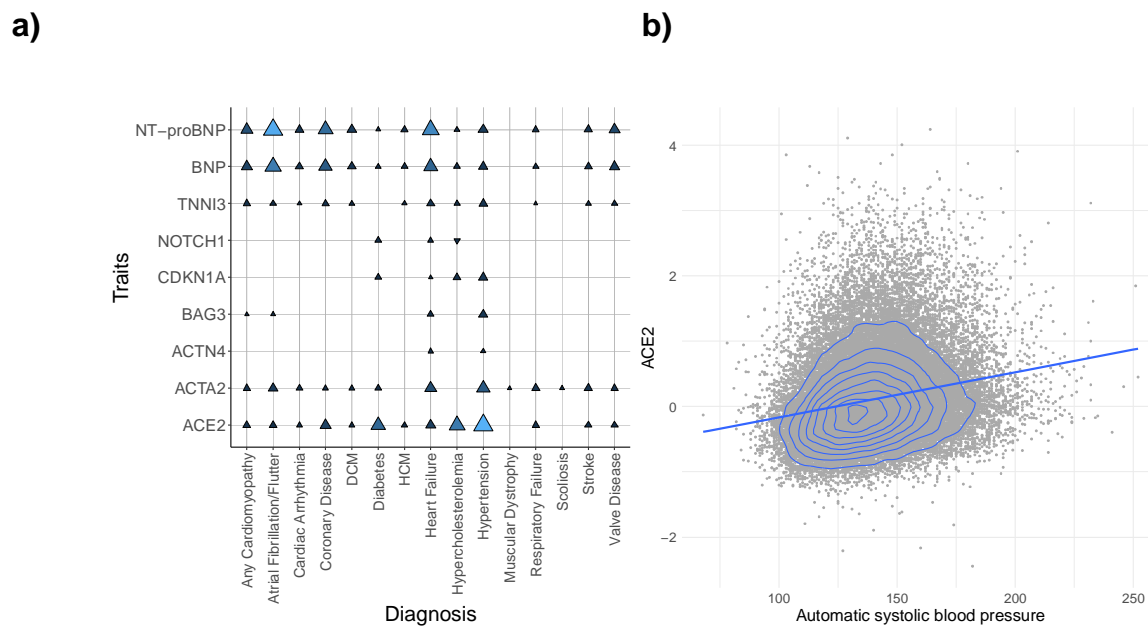 a)
b)
NT−proBNP
BNP
TNNI3
NOTCH1
CDKN1A
BAG3
ACTN4
ACTA2
ACE2
Traits
Any Cardiomyopathy
Atrial Fibrillation/Flutter
Cardiac Arrhythmia
Coronary Disease
DCM
Diabetes
HCM
Heart Failure
Hypercholesterolemia
Hypertension
Muscular Dystrophy
Respiratory Failure
Scoliosis
Stroke
Valve Disease
Diagnosis
4
2
0
−2
ACE2
100
150
200
250
Automatic systolic blood pressure